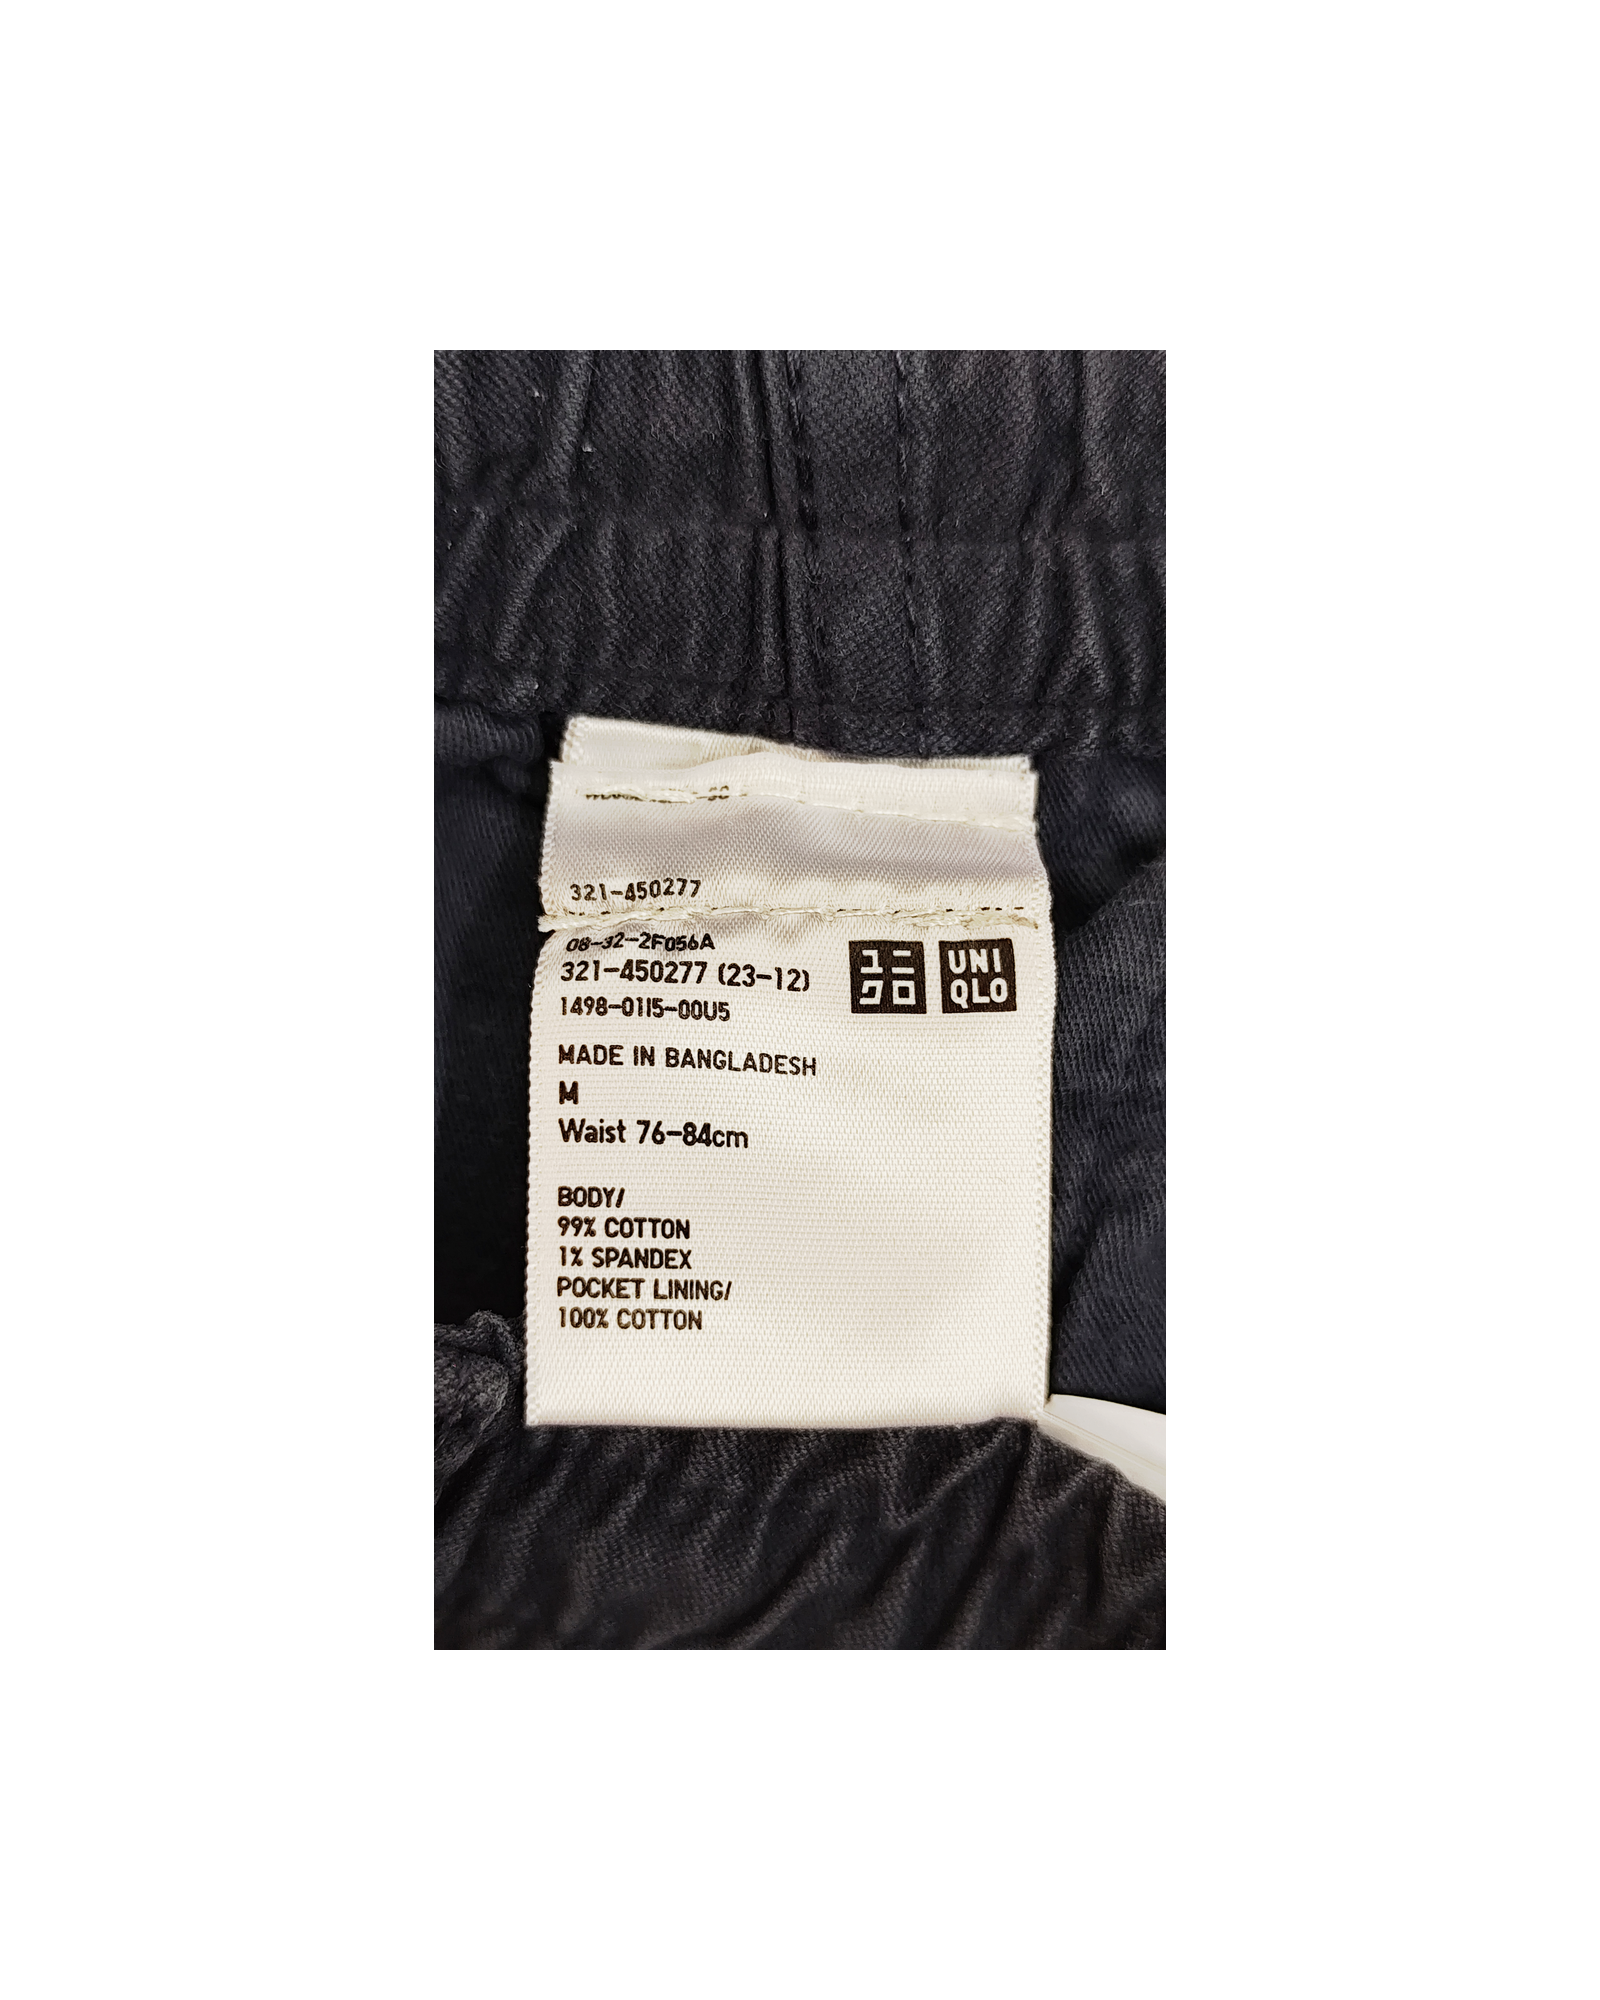 321-450277
08-32-2F056A
321-450277 (23-12)
1498-0115-00U5
ユニ
クロ
UNI
QLO
MADE IN BANGLADESH
M
Waist 76-84cm
BODY/
99% COTTON
1% SPANDEX
POCKET LINING/
100% COTTON